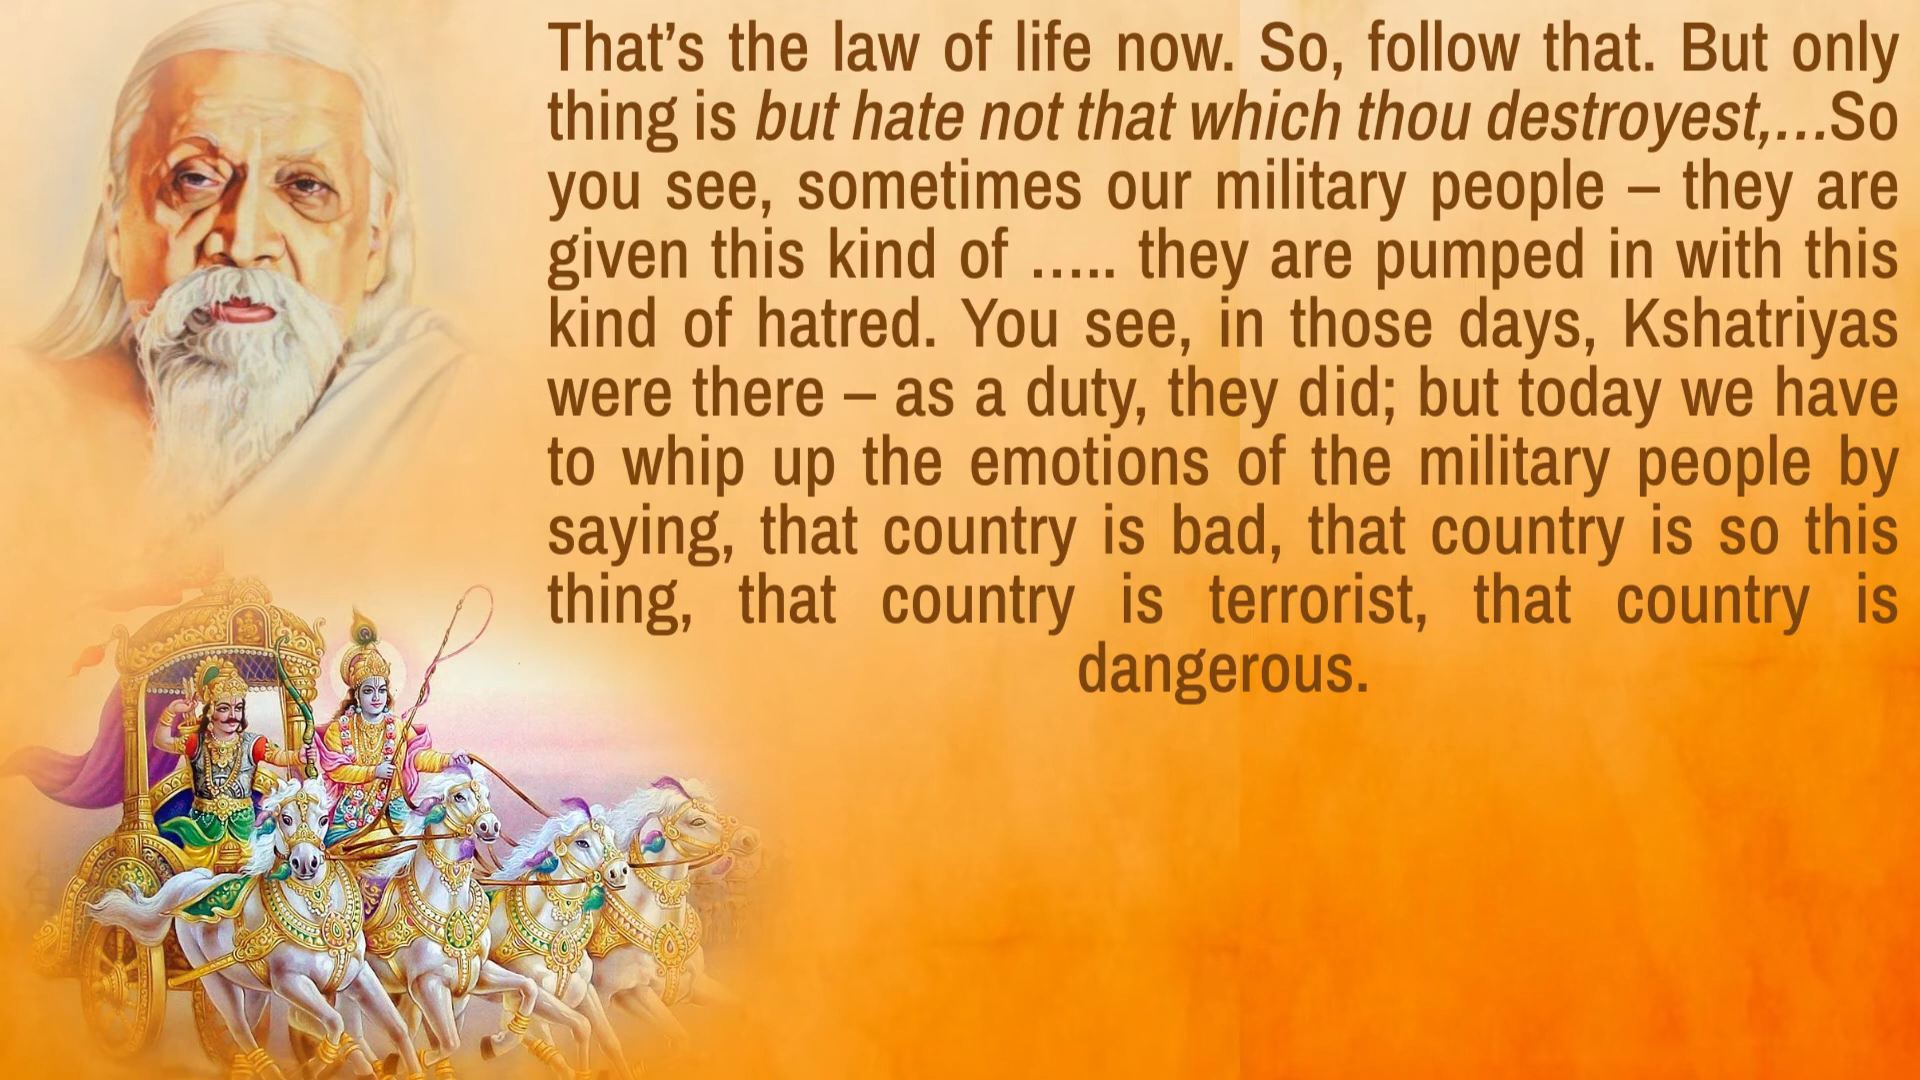 That’s the law of life now. So, follow that. But only
thing is but hate not that which thou destroyest,…So
you see, sometimes our military people – they are
given this kind of ….. they are pumped in with this
kind of hatred. You see, in those days, Kshatriyas
were there – as a duty, they did; but today we have
to whip up the emotions of the military people by
saying, that country is bad, that country is so this
thing, that country is terrorist, that country is
dangerous.